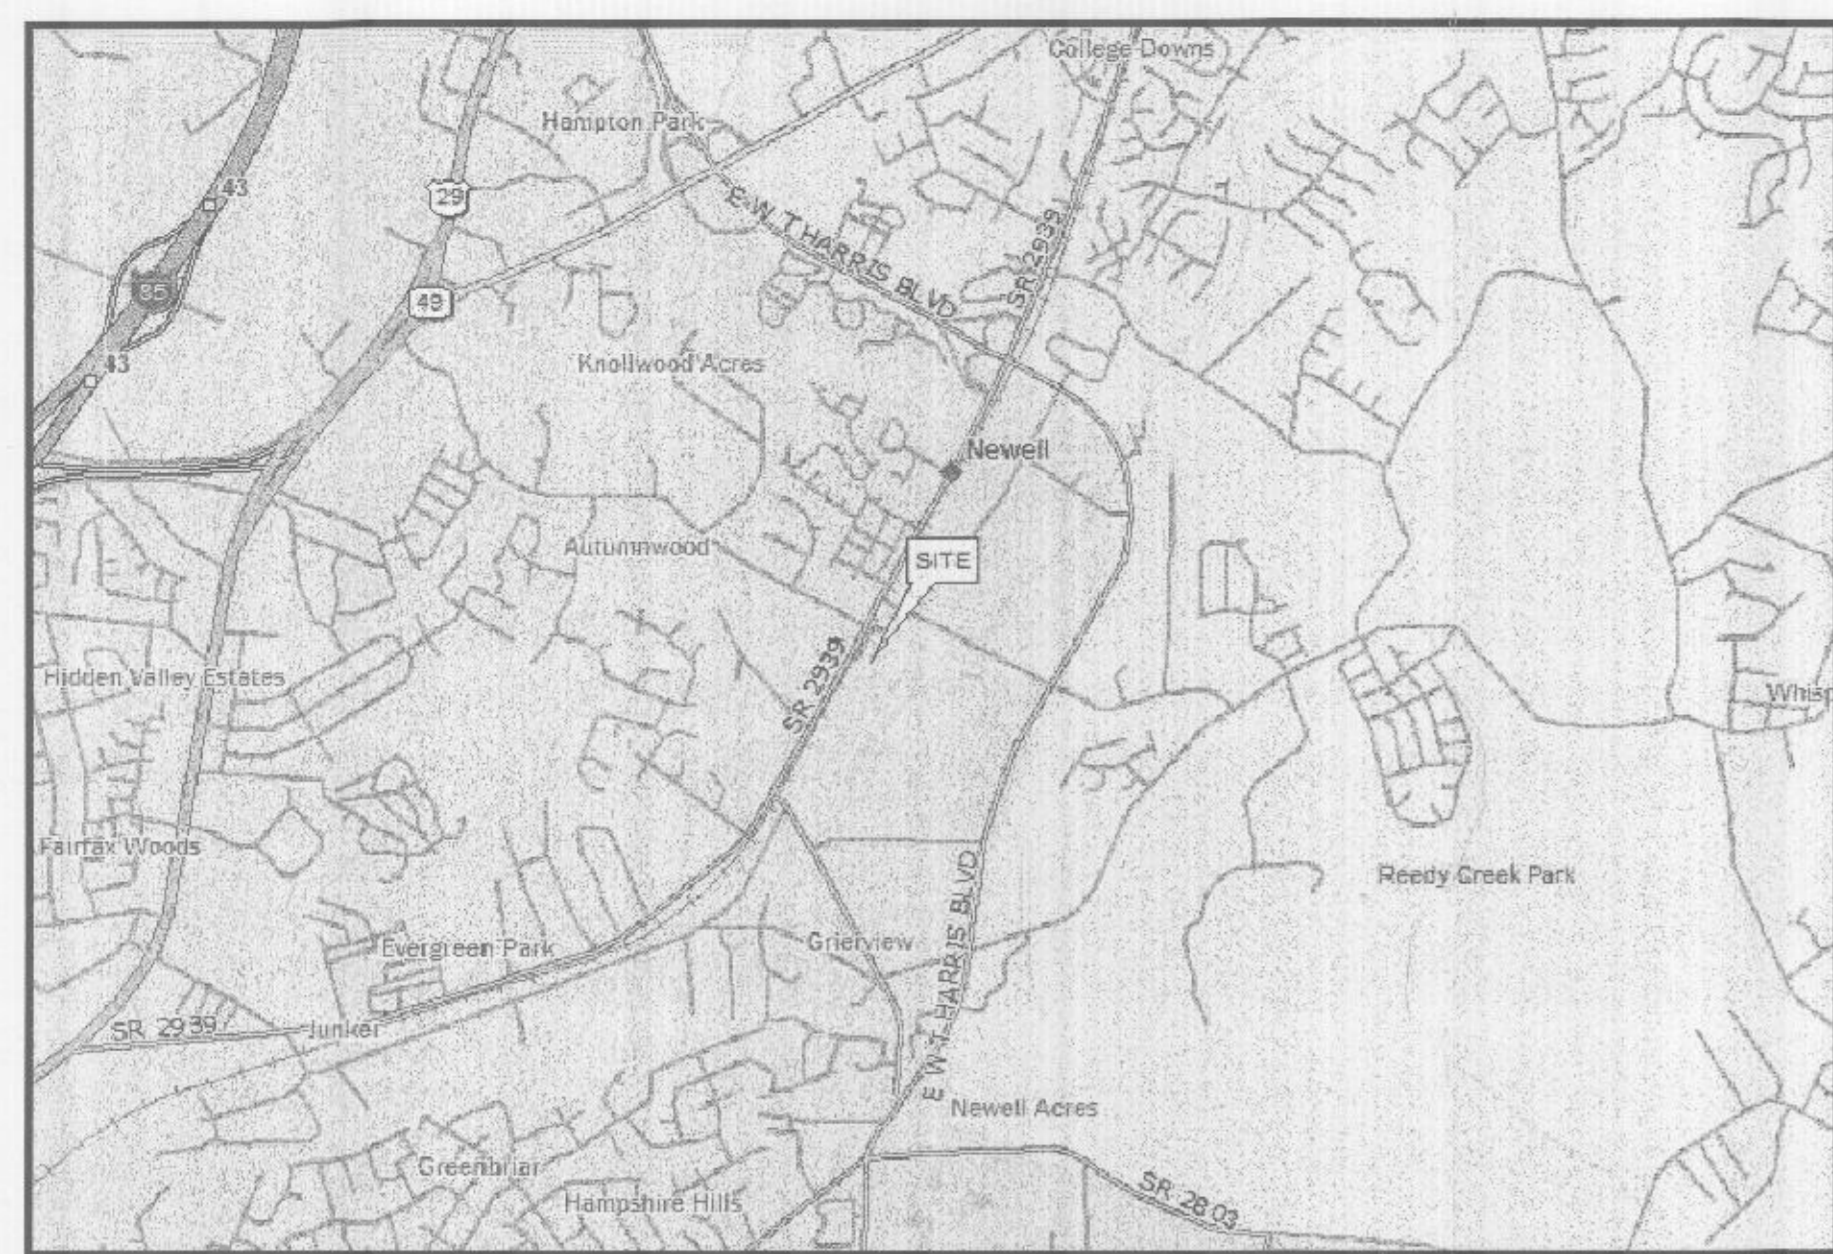 College Downs
Hampton Park
43
29
E W T HARRIS BLVD
SR 2939
85
49
43
Knollwood Acres
Newell
Autumnwood
SITE
SR 2939
Hidden Valley Estates
Whisp
Fairfax Woods
Reedy Creek Park
E W T HARRIS BLVD
Evergreen Park
Grierview
SR 2939
Junker
Newell Acres
Greenbriar
Hampshire Hills
SR 2803